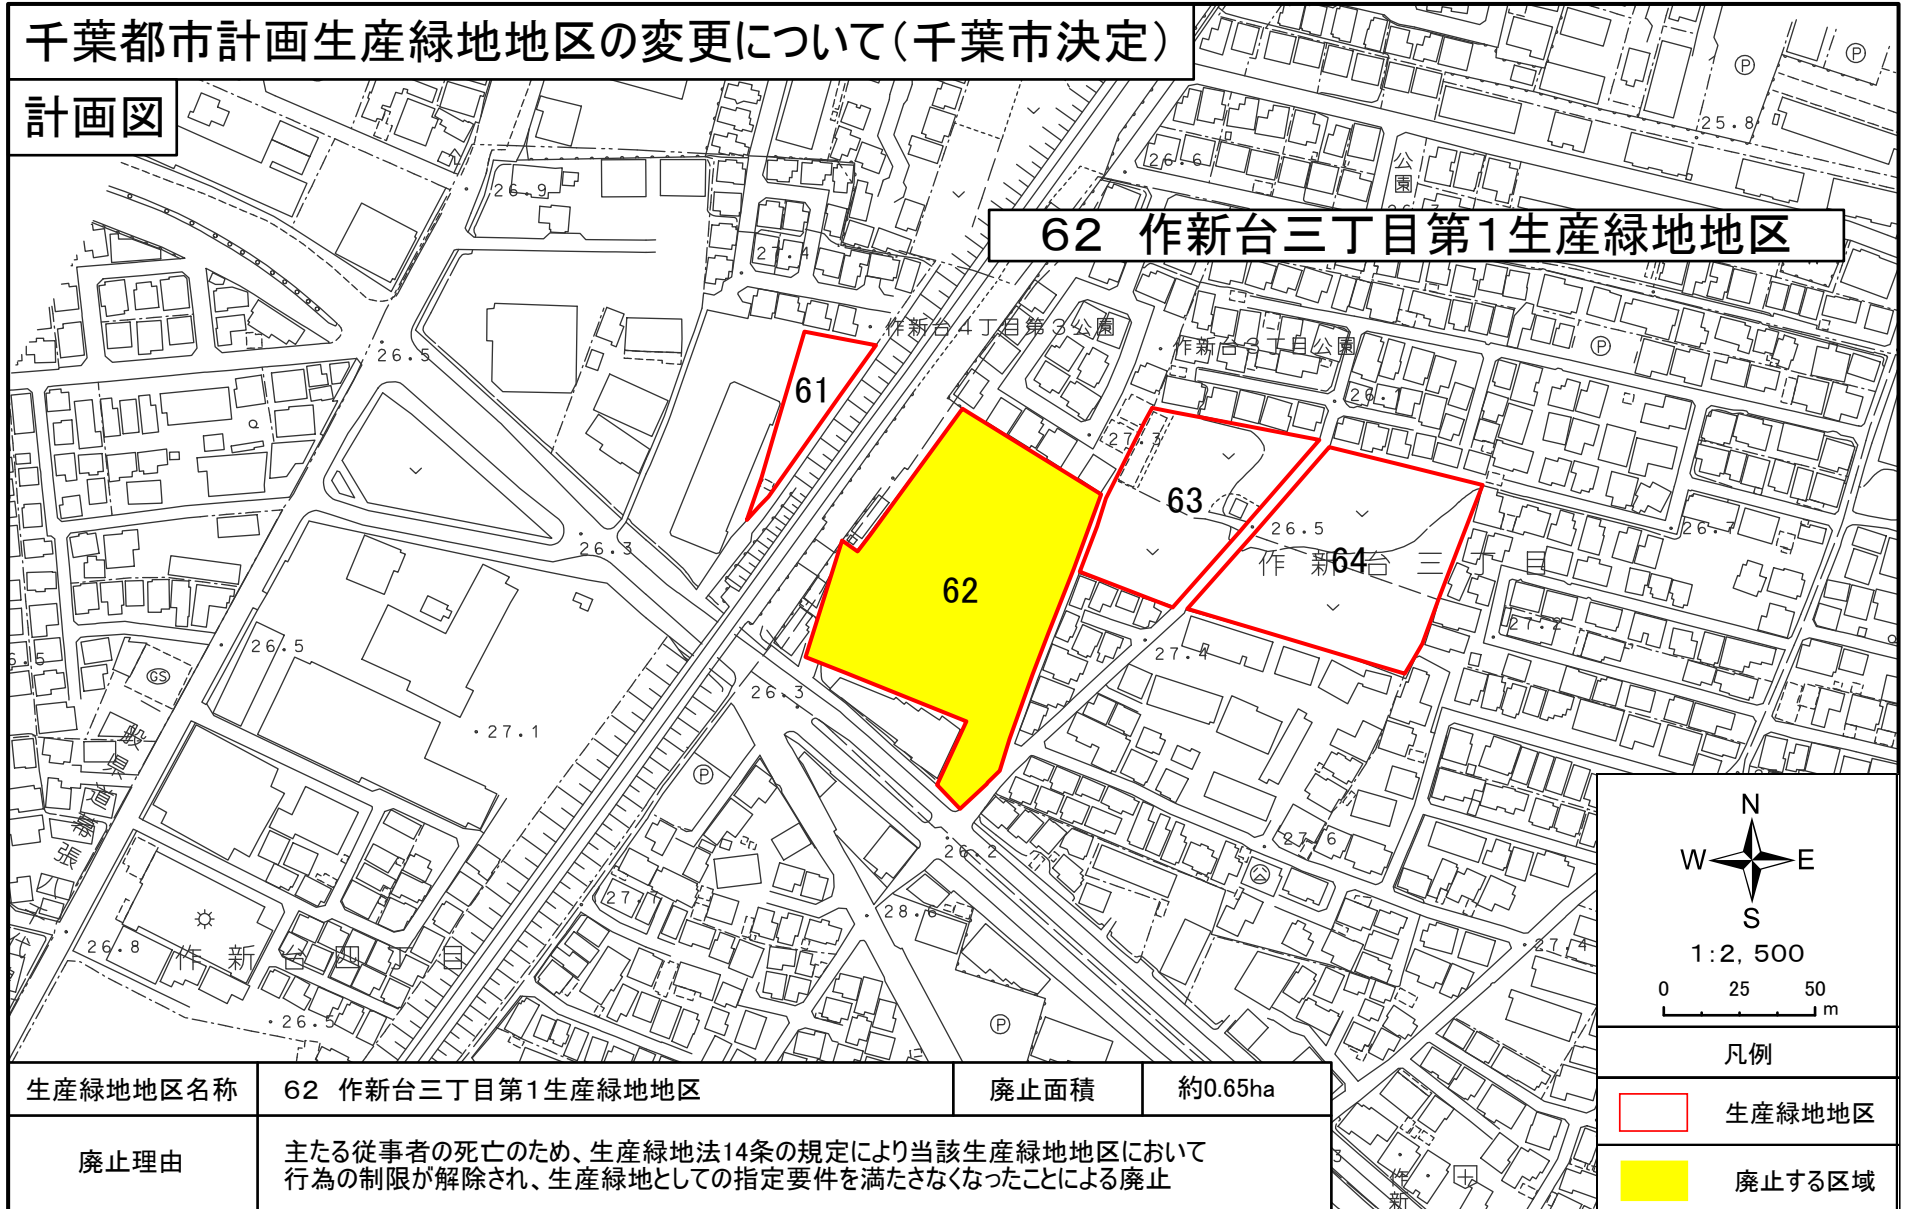 千葉都市計画生産緑地地区の変更について(千葉市決定)
計画図
62 作新台三丁目第1生産緑地地区
25.8
26.6
公園
26.9
27.4
作新台4丁目第3公園
作新台3丁目公園
26.5
61
26.1
27.3
63
26.5
26.7
64
作新台三丁目
26.3
62
27.2
26.5
27.4
GS
26.3
27.1
P
般県道幕張
27.6
26.2
27.7
28.6
27.4
26.8
作新台四丁目
26.5
P
作新
N
W E
S
1:2,500
0 25 50
m
凡例
生産緑地地区
廃止する区域
生産緑地地区名称 62 作新台三丁目第1生産緑地地区 廃止面積 約0.65ha
廃止理由
主たる従事者の死亡のため、生産緑地法14条の規定により当該生産緑地地区において
行為の制限が解除され、生産緑地としての指定要件を満たさなくなったことによる廃止